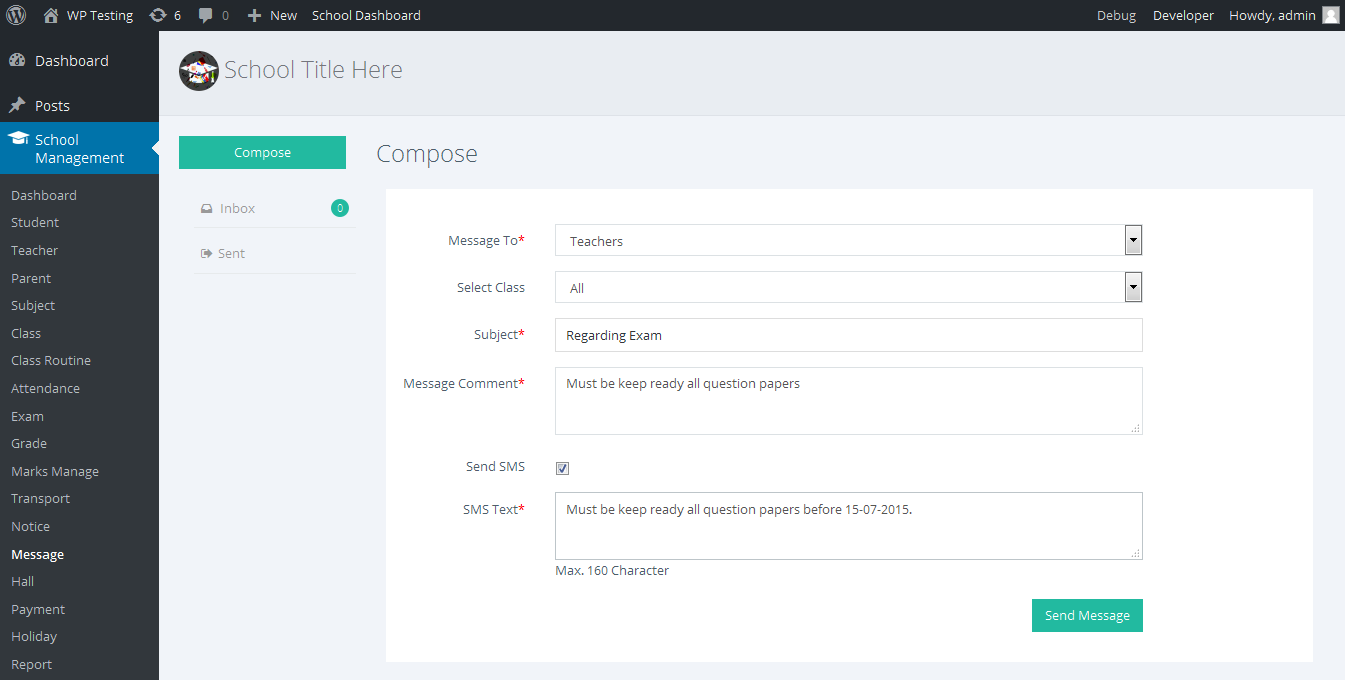 WP Testing 6 0 New School Dashboard Debug Developer Howdy, admin
Dashboard
Posts
School
Management
Dashboard
Student
Teacher
Parent
Subject
Class
Class Routine
Attendance
Exam
Grade
Marks Manage
Transport
Notice
Message
Hall
Payment
Holiday
Report
School Title Here
Compose
Inbox 0
Sent
Compose
Message To* Teachers
Select Class All
Subject* Regarding Exam
Message Comment* Must be keep ready all question papers
Send SMS
SMS Text* Must be keep ready all question papers before 15-07-2015.
Max. 160 Character
Send Message